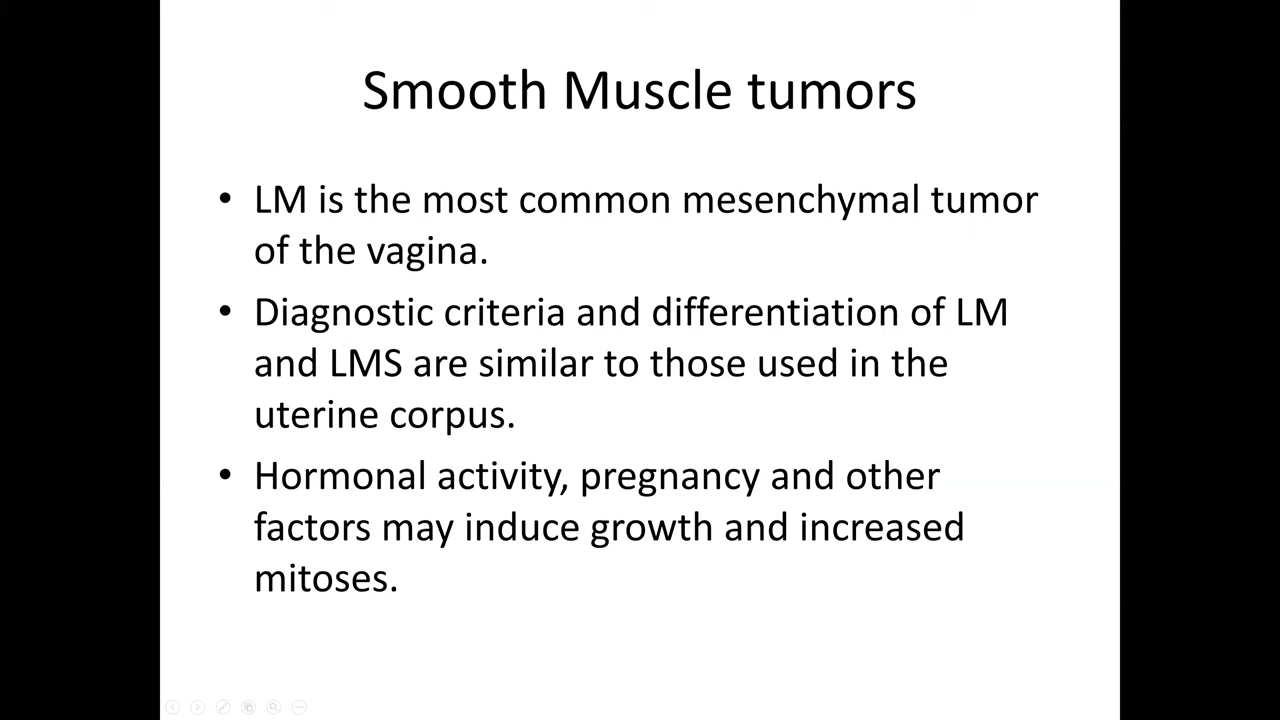 Smooth Muscle tumors
• LM is the most common mesenchymal tumor
of the vagina.
• Diagnostic criteria and differentiation of LM
and LMS are similar to those used in the
uterine corpus.
• Hormonal activity, pregnancy and other
factors may induce growth and increased
mitoses.